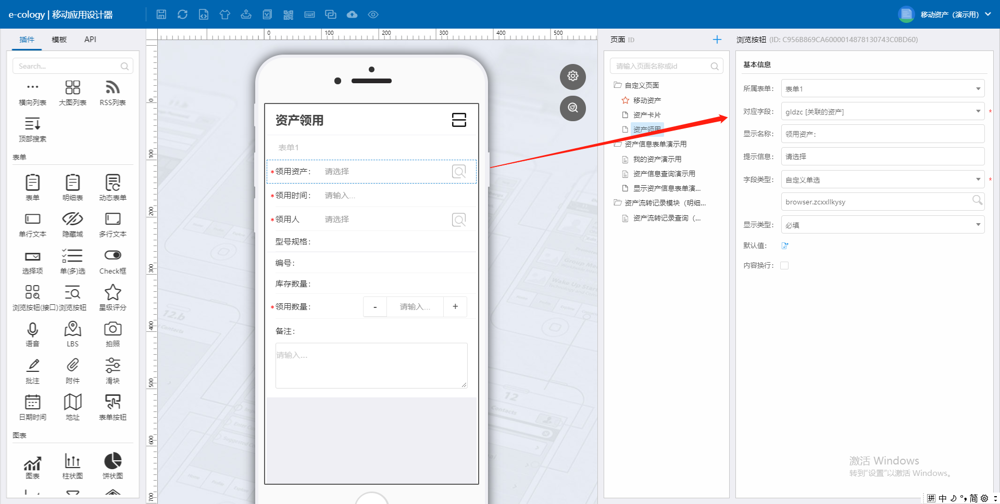 e-cology | 移动应用设计器
移动资产（演示用）
插件 模板 API
Search...
横向列表 大图列表 RSS列表
顶部搜索
表单
表单 明细表 动态表单
单行文本 隐藏域 多行文本
选择项 单(多)选 Check框
浏览按钮(接口) 浏览按钮 星级评分
语音 LBS 拍照
批注 附件 滑块
日期时间 地址 表单按钮
图表
图表 柱状图 饼状图
0 100 200 300 400 500
0
100
200
300
400
500
600
700
资产领用
表单1
*领用资产： 请选择
*领用时间： 请输入...
*领用人 请选择
型号规格：
编号：
库存数量：
*领用数量： - 请输入... +
备注：
请输入...
12.b
Contacts
Group Me
Wake Up Star
12
Contacts
页面 ID
请输入页面名称或id
自定义页面
移动资产
资产卡片
资产领用
资产信息表单演示用
我的资产演示用
资产信息查询演示用
显示资产信息表单演...
资产流转记录模块（明细...
资产流转记录查询（...
浏览按钮 (ID: C956B869CA6000014878130743C0BD60)
基本信息
所属表单： 表单1
对应字段： gldzc [关联的资产] *
显示名称： 领用资产：
提示信息： 请选择
字段类型： 自定义单选 *
browser.zcxxllkysy
显示类型： 必填
默认值：
内容换行：
激活 Windows
转到“设置”以激活 Windows。
拼 中 简